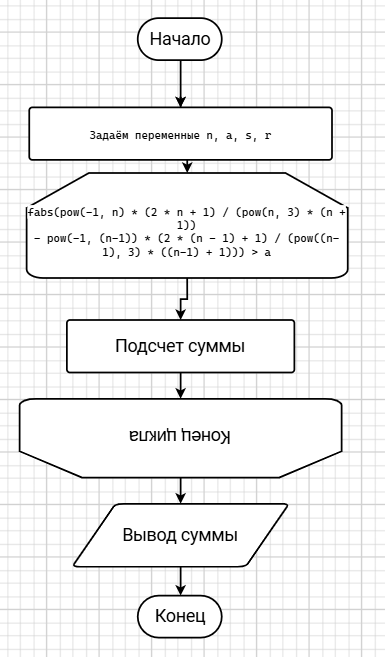 Начало
Задаём переменные n, a, s, r
fabs(pow(-1, n) * (2 * n + 1) / (pow(n, 3) * (n +
1))
- pow(-1, (n-1)) * (2 * (n - 1) + 1) / (pow((n-
1), 3) * ((n-1) + 1))) > a
Подсчет суммы
Конец цикла
Вывод суммы
Конец